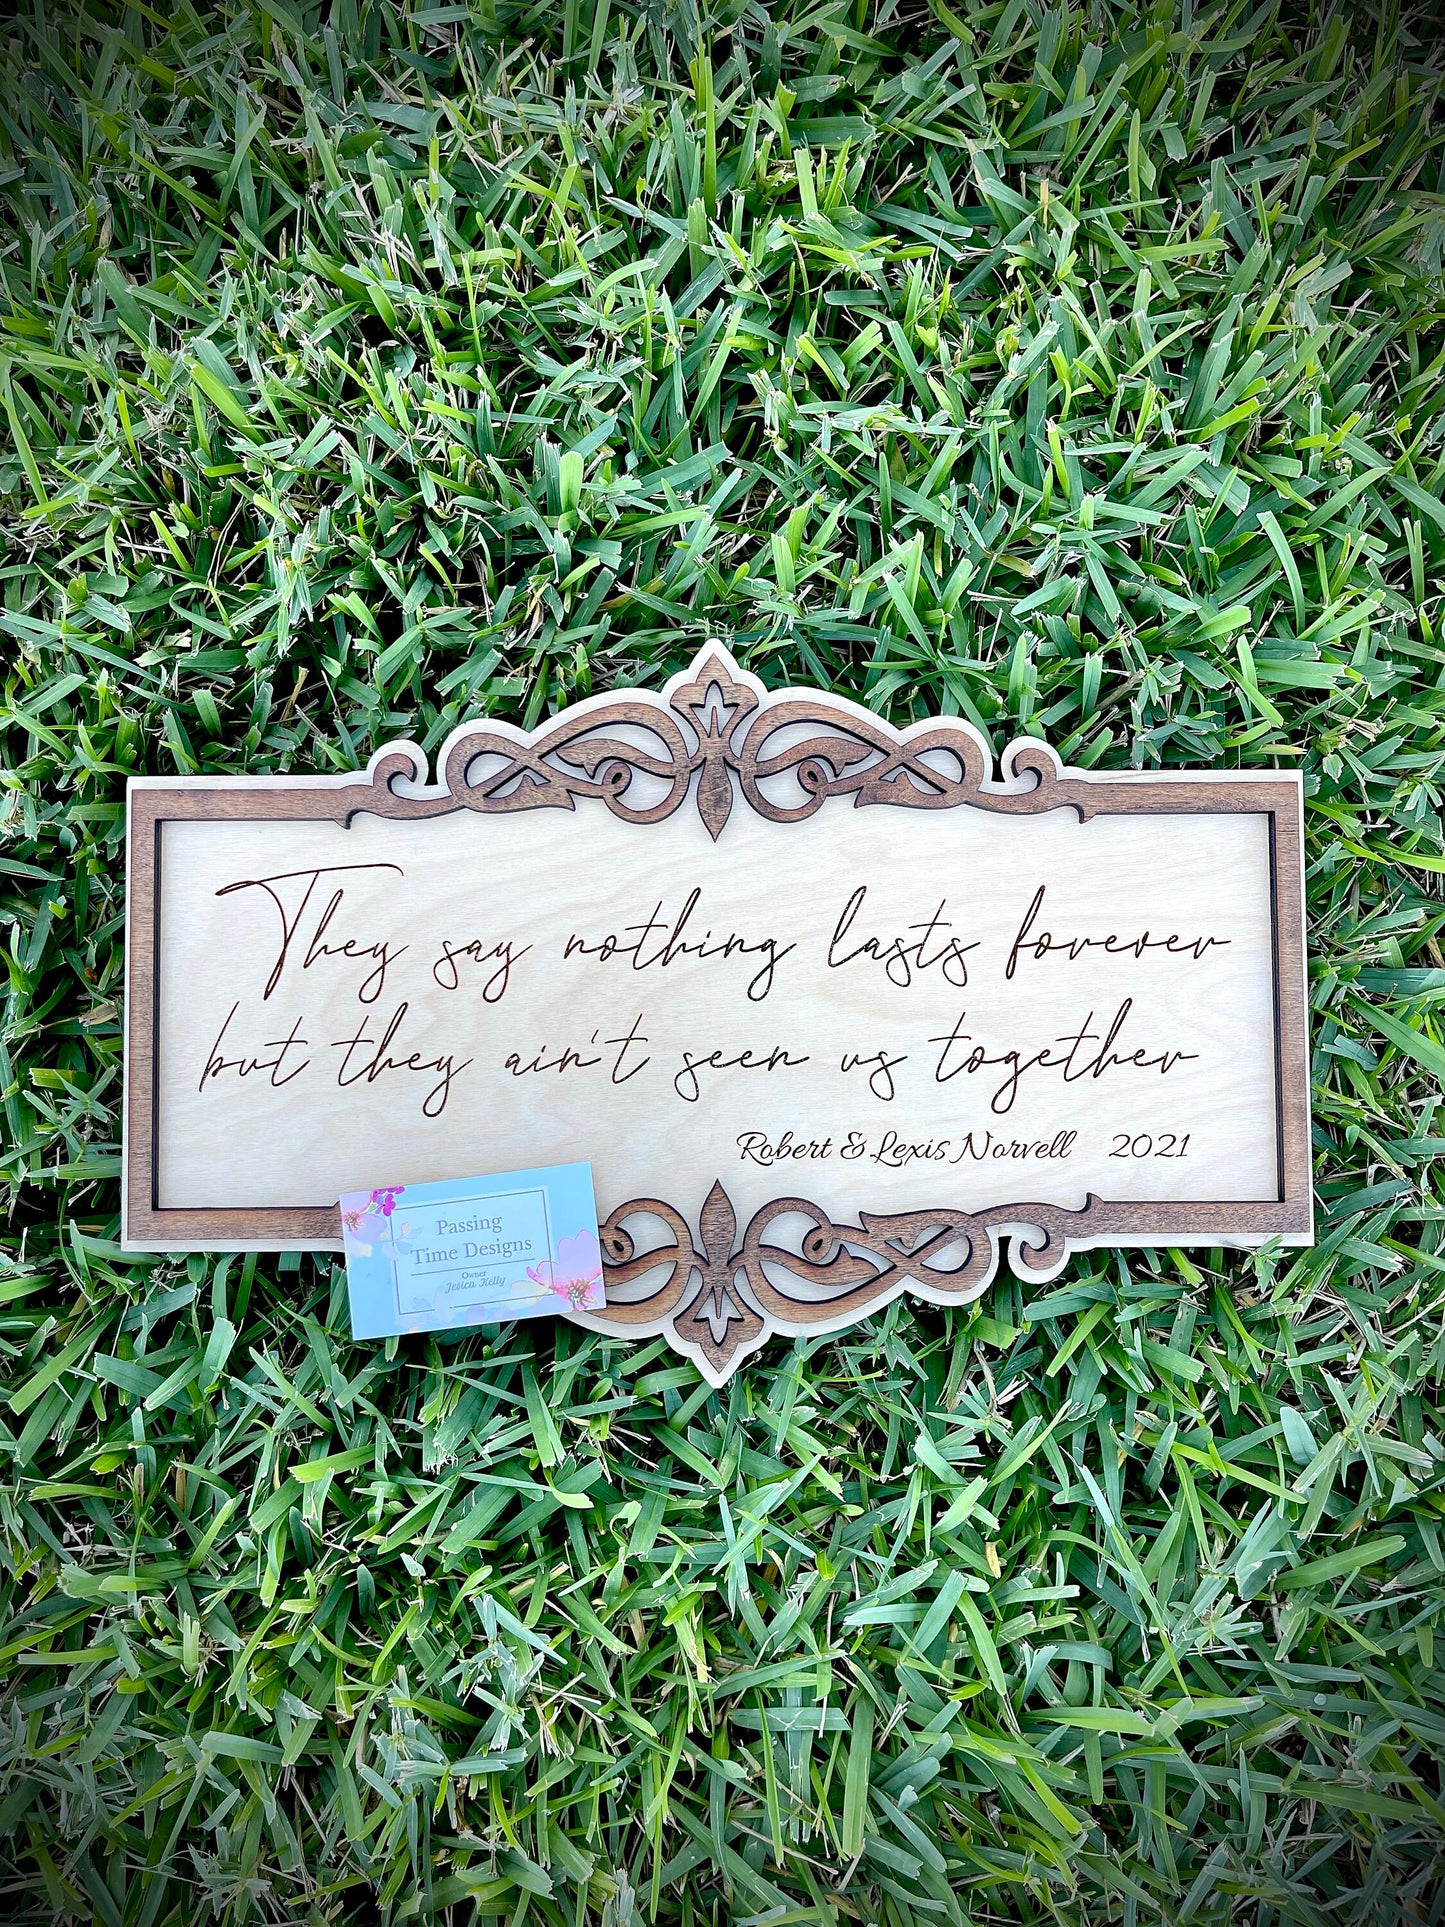 They say nothing lasts forever
but they ain't seen us together
Robert & Lexis Norvell 2021
Passing
Time Designs
Owner
Jesica Kelly